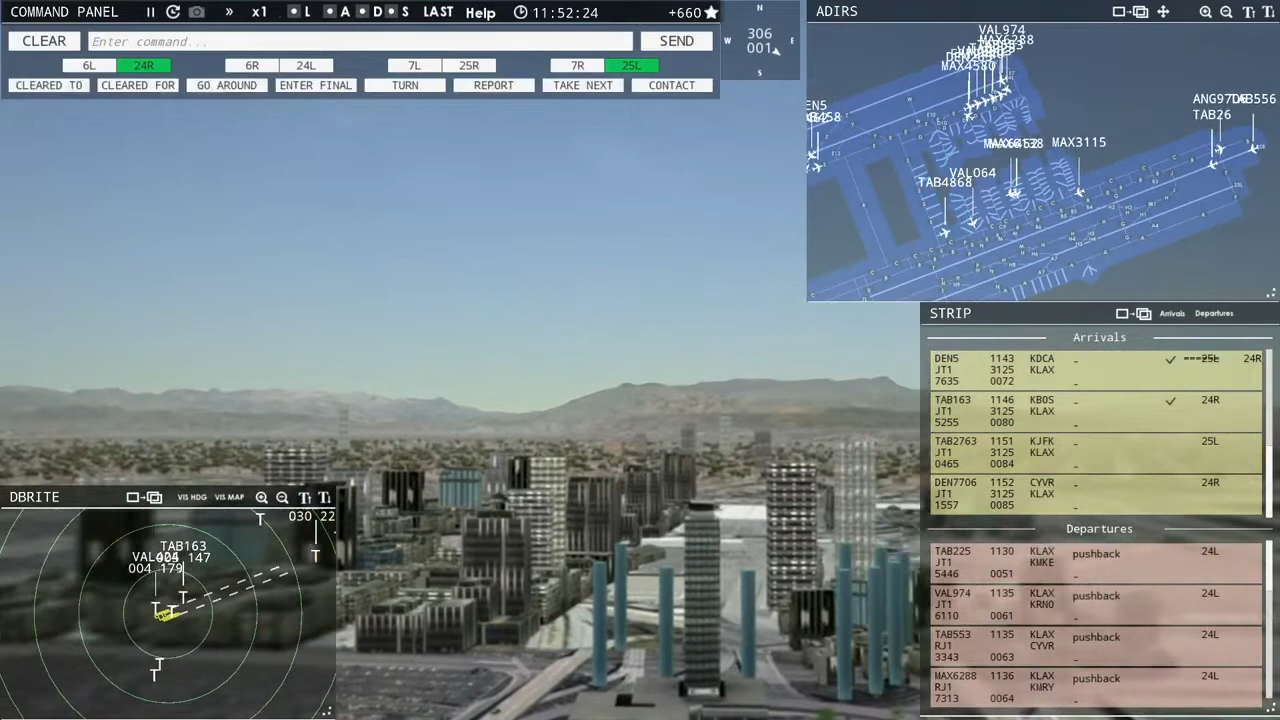 COMMAND PANEL
x1
L A D S
LAST
Help
11:52:24
+660
CLEAR
Enter command...
SEND
6L 24R
6R 24L
7L 25R
7R 25L
CLEARED TO
CLEARED FOR
GO AROUND
ENTER FINAL
TURN
REPORT
TAKE NEXT
CONTACT
N
W 306 E
001
S
ADIRS
VAL974
MAX6288
MAX4580
EN5
ANG9706
TAB556
TAB26
MAX3115
VAL064
TAB4868
STRIP
Arrivals Departures
Arrivals
DEN5 1143 KDCA 25L 24R
JT1 3125 KLAX
7635 0072
TAB163 1146 KBOS 24R
JT1 3125 KLAX
5255 0080
TAB2763 1151 KJFK 25L
JT1 3125 KLAX
0465 0084
DEN7706 1152 CYVR 24R
JT1 3125 KLAX
1557 0085
Departures
TAB225 1130 KLAX pushback 24L
JT1 KMKE
5446 0051
VAL974 1135 KLAX pushback 24L
JT1 KRNO
6110 0061
TAB553 1135 KLAX pushback 24L
RJ1 CYVR
3343 0063
MAX6288 1136 KLAX pushback 24L
RJ1 KMRY
7313 0064
DBRITE
VIS HDG
VIS MAP
030 22
TAB163
147
004 179